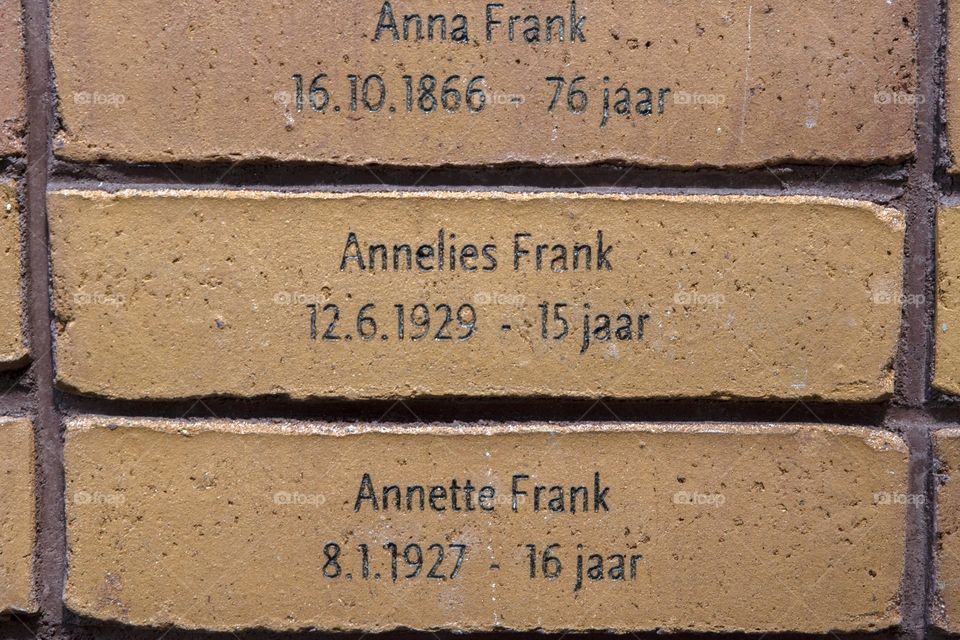 Anna Frank
16.10.1866 - 76 jaar
Annelies Frank
12.6.1929 - 15 jaar
Annette Frank
8.1.1927 - 16 jaar
foap